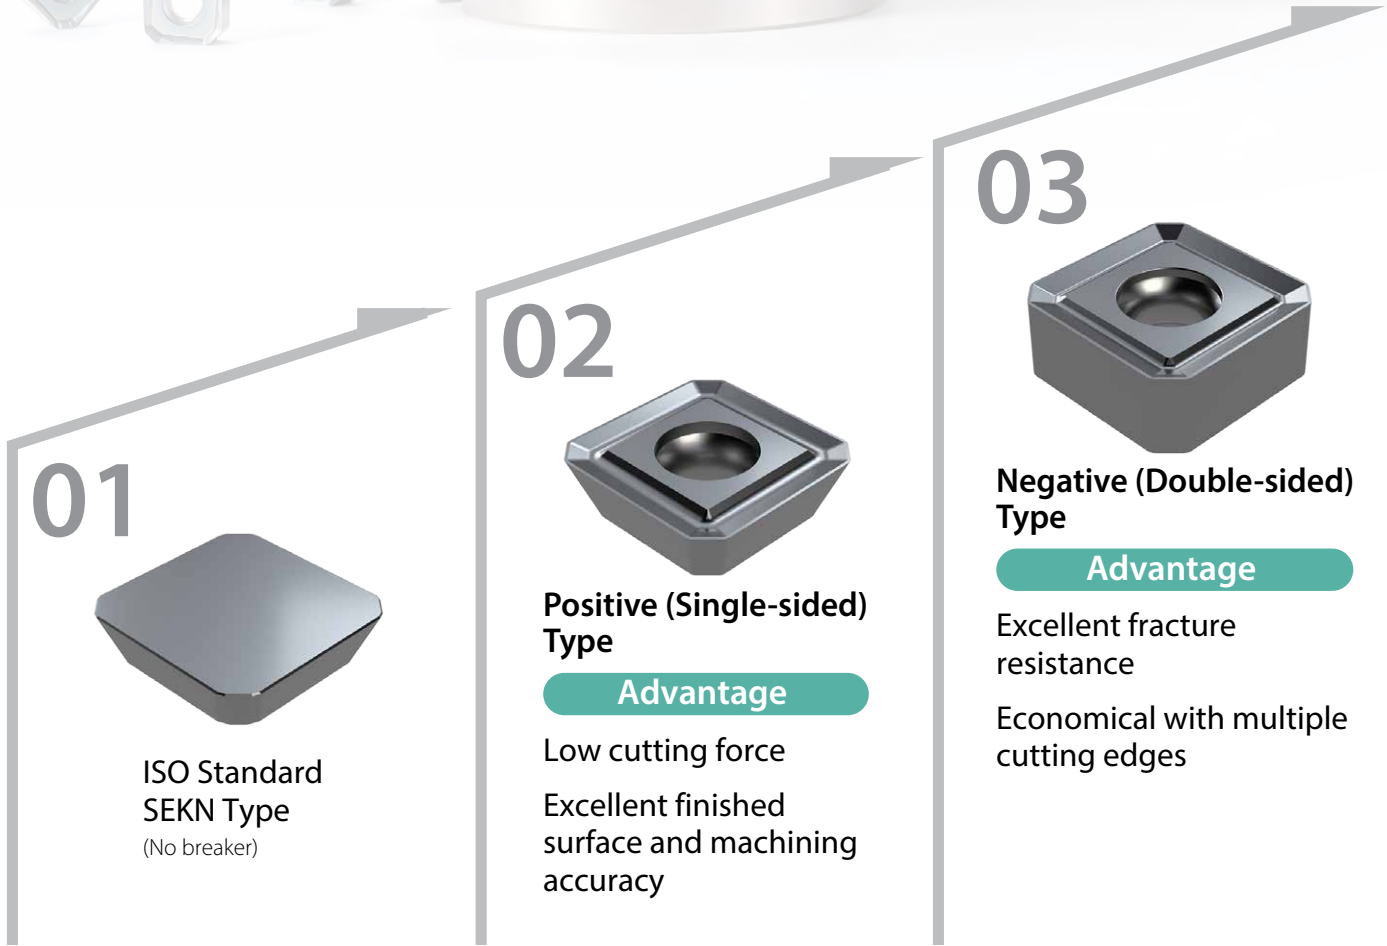 01
ISO Standard
SEKN Type
(No breaker)
02
Positive (Single-sided)
Type
Advantage
Low cutting force
Excellent finished
surface and machining
accuracy
03
Negative (Double-sided)
Type
Advantage
Excellent fracture
resistance
Economical with multiple
cutting edges